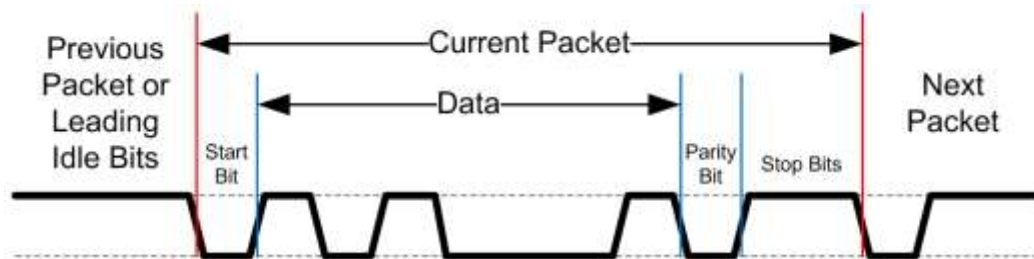 Previous
Packet or
Leading
Idle Bits
Current Packet
Data
Start
Bit
Parity
Bit
Stop Bits
Next
Packet